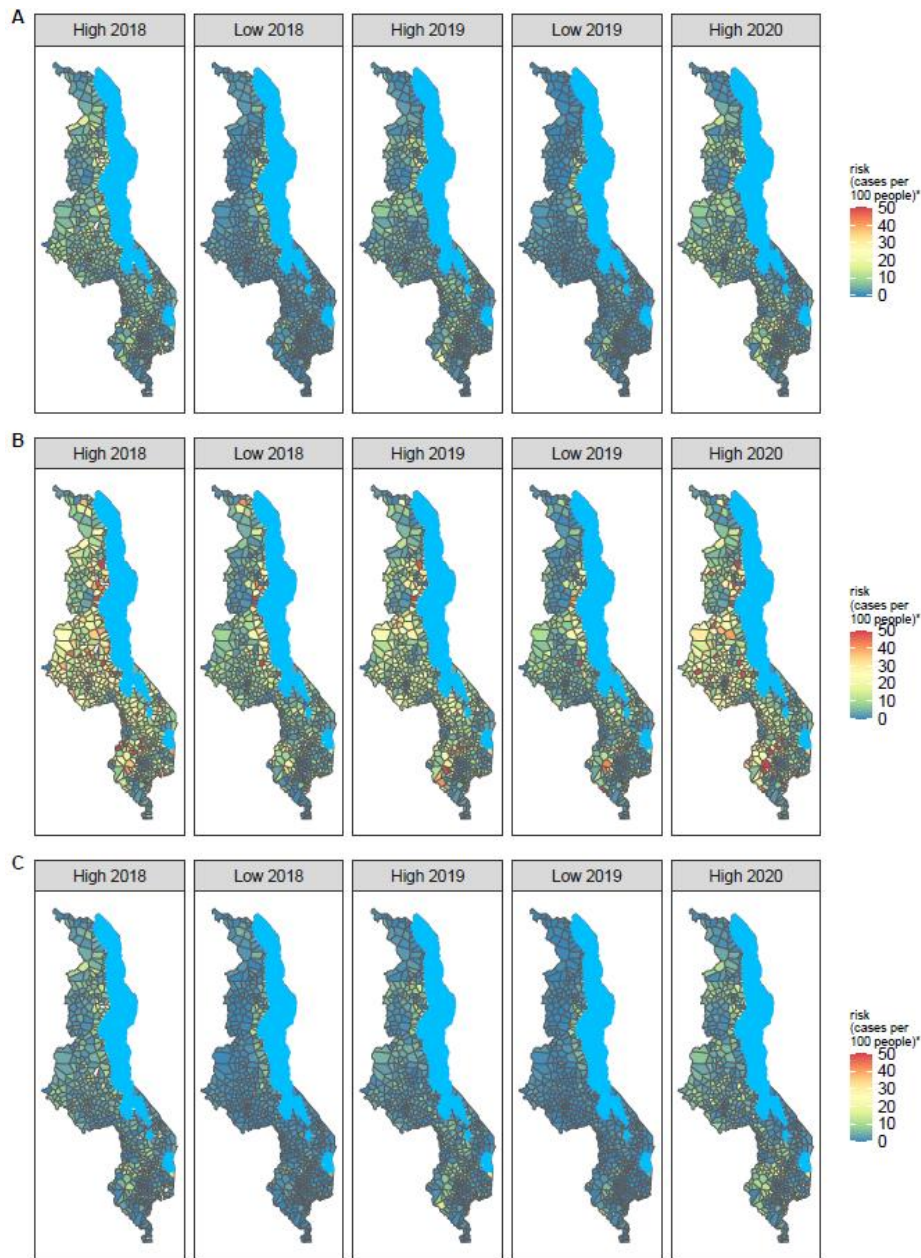 A
High 2018
Low 2018
High 2019
Low 2019
High 2020
risk
(cases per
100 people)*
50
40
30
20
10
0
B
High 2018
Low 2018
High 2019
Low 2019
High 2020
risk
(cases per
100 people)*
50
40
30
20
10
0
C
High 2018
Low 2018
High 2019
Low 2019
High 2020
risk
(cases per
100 people)*
50
40
30
20
10
0